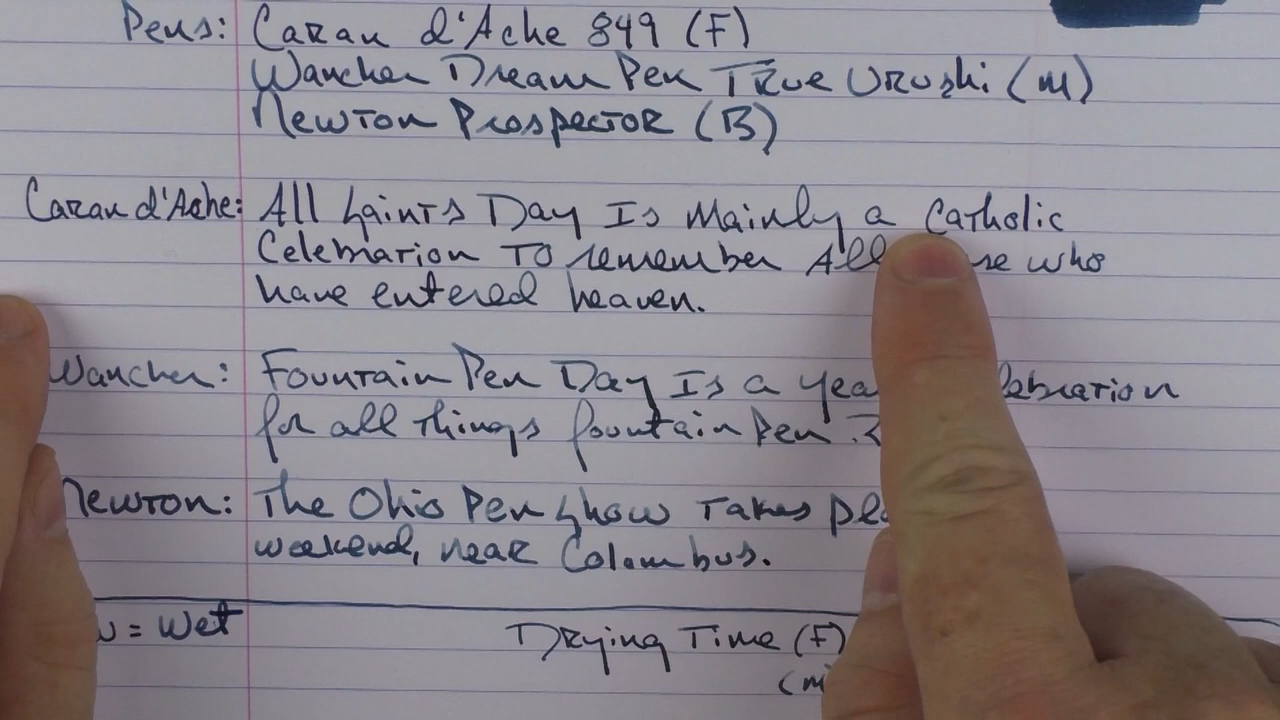 Pens: Caran d'Ache 849 (F)
Wancher Dream Pen True Urushi (M)
Newton Prospector (B)
Caran d'Ache: All Saints Day Is Mainly a Catholic
Celebration To remember All who
have entered heaven.
Wancher: Fountain Pen Day Is a
for all things fountain pen
Newton: The Ohio Pen Show Takes
weekend, near Columbus.
W = Wet Drying Time (F)
(m